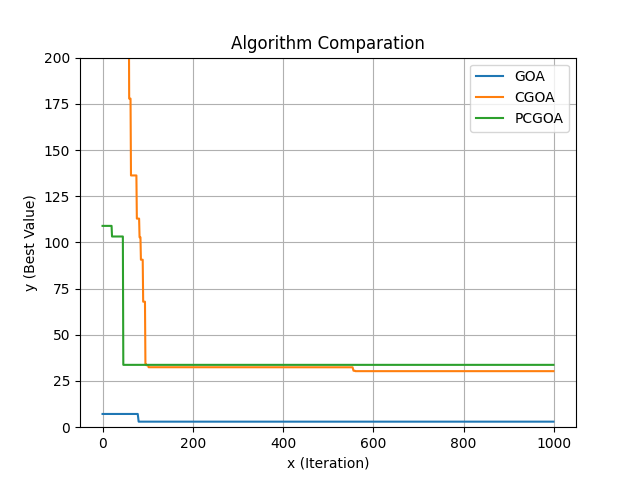 Algorithm Comparation
GOA
CGOA
PCGOA
y (Best Value)
200
175
150
125
100
75
50
25
0
0 200 400 600 800 1000
x (Iteration)